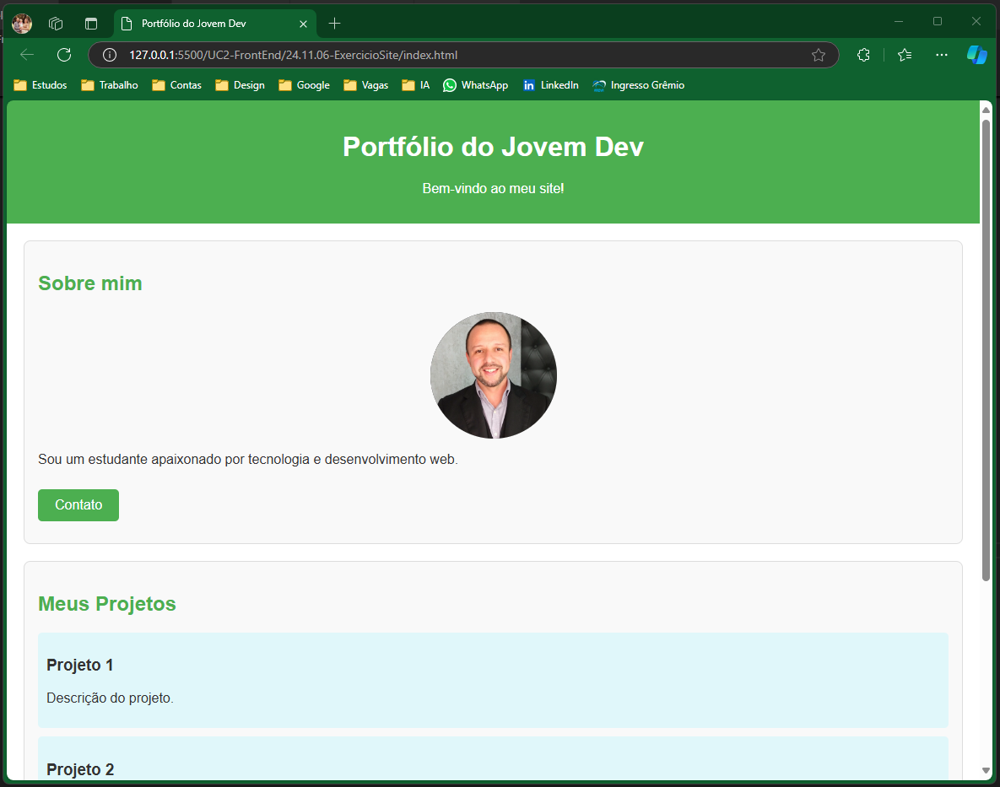 Portfólio do Jovem Dev
127.0.0.1:5500/UC2-FrontEnd/24.11.06-ExercicioSite/index.html
Estudos Trabalho Contas Design Google Vagas IA WhatsApp LinkedIn Ingresso Grêmio
Portfólio do Jovem Dev
Bem-vindo ao meu site!
Sobre mim
Sou um estudante apaixonado por tecnologia e desenvolvimento web.
Contato
Meus Projetos
Projeto 1
Descrição do projeto.
Projeto 2